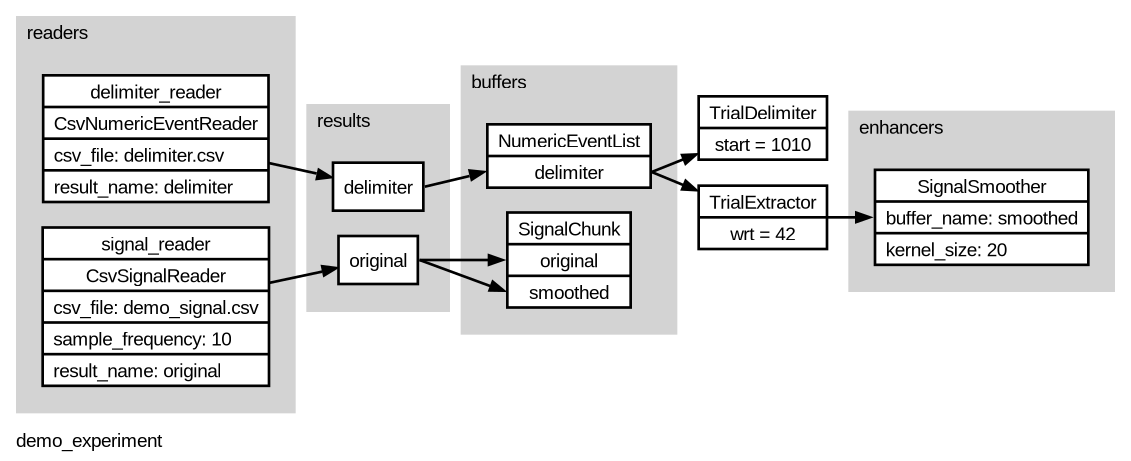 readers
delimiter_reader
CsvNumericEventReader
csv_file: delimiter.csv
result_name: delimiter
signal_reader
CsvSignalReader
csv_file: demo_signal.csv
sample_frequency: 10
result_name: original
results
delimiter
original
buffers
NumericEventList
delimiter
SignalChunk
original
smoothed
TrialDelimiter
start = 1010
TrialExtractor
wrt = 42
enhancers
SignalSmoother
buffer_name: smoothed
kernel_size: 20
demo_experiment